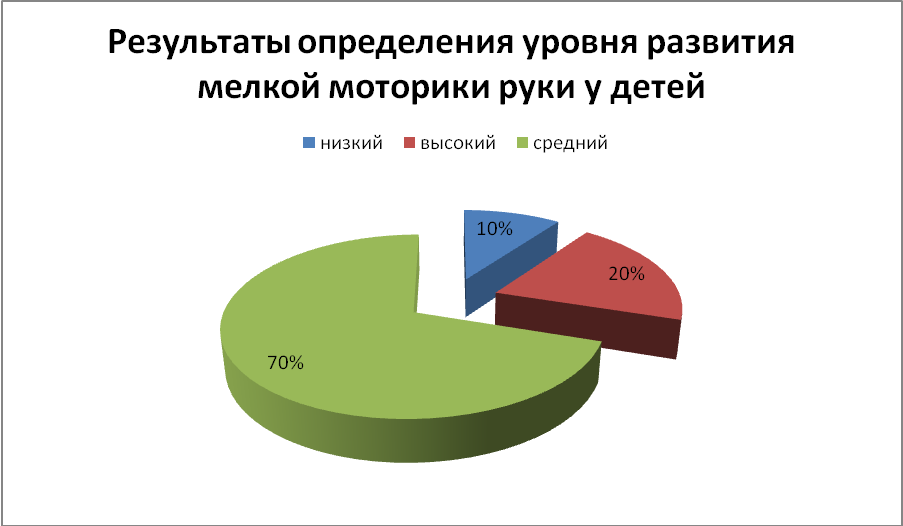 Результаты определения уровня развития
мелкой моторики руки у детей
низкий высокий средний
10%
20%
70%